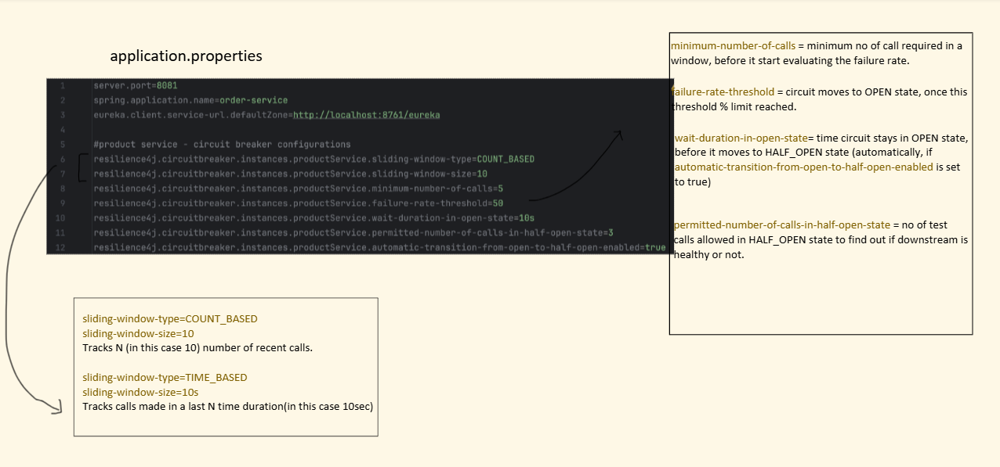 application.properties
1 server.port=8081
2 spring.application.name=order-service
3 eureka.client.service-url.defaultZone=http://localhost:8761/eureka
4
5 #product service - circuit breaker configurations
6 resilience4j.circuitbreaker.instances.productService.sliding-window-type=COUNT_BASED
7 resilience4j.circuitbreaker.instances.productService.sliding-window-size=10
8 resilience4j.circuitbreaker.instances.productService.minimum-number-of-calls=5
9 resilience4j.circuitbreaker.instances.productService.failure-rate-threshold=50
10 resilience4j.circuitbreaker.instances.productService.wait-duration-in-open-state=10s
11 resilience4j.circuitbreaker.instances.productService.permitted-number-of-calls-in-half-open-state=3
12 resilience4j.circuitbreaker.instances.productService.automatic-transition-from-open-to-half-open-enabled=true
minimum-number-of-calls = minimum no of call required in a
window, before it start evaluating the failure rate.
failure-rate-threshold = circuit moves to OPEN state, once this
threshold % limit reached.
wait-duration-in-open-state= time circuit stays in OPEN state,
before it moves to HALF_OPEN state (automatically, if
automatic-transition-from-open-to-half-open-enabled is set
to true)
permitted-number-of-calls-in-half-open-state = no of test
calls allowed in HALF_OPEN state to find out if downstream is
healthy or not.
sliding-window-type=COUNT_BASED
sliding-window-size=10
Tracks N (in this case 10) number of recent calls.
sliding-window-type=TIME_BASED
sliding-window-size=10s
Tracks calls made in a last N time duration(in this case 10sec)